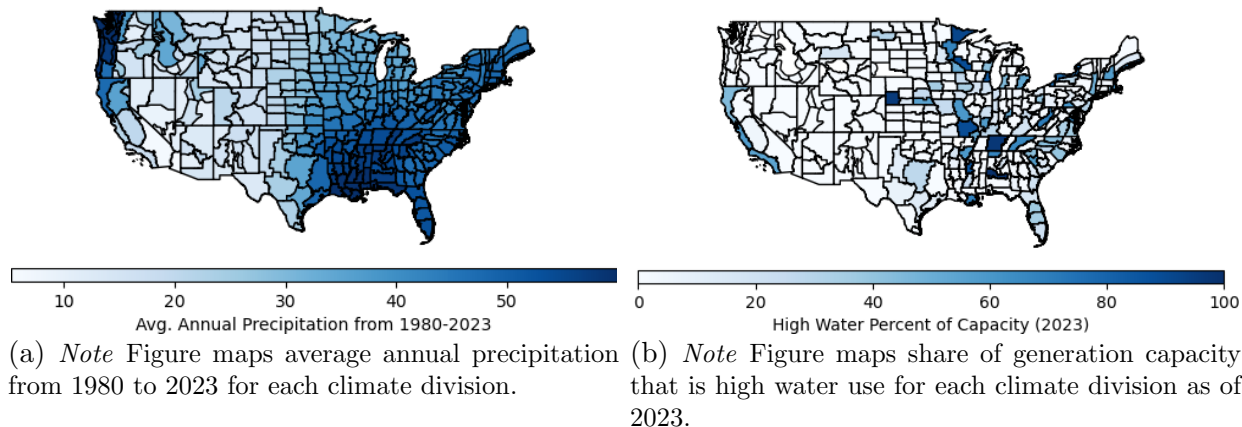 10 20 30 40 50
Avg. Annual Precipitation from 1980-2023
(a) Note Figure maps average annual precipitation
from 1980 to 2023 for each climate division.
0 20 40 60 80 100
High Water Percent of Capacity (2023)
(b) Note Figure maps share of generation capacity
that is high water use for each climate division as of
2023.